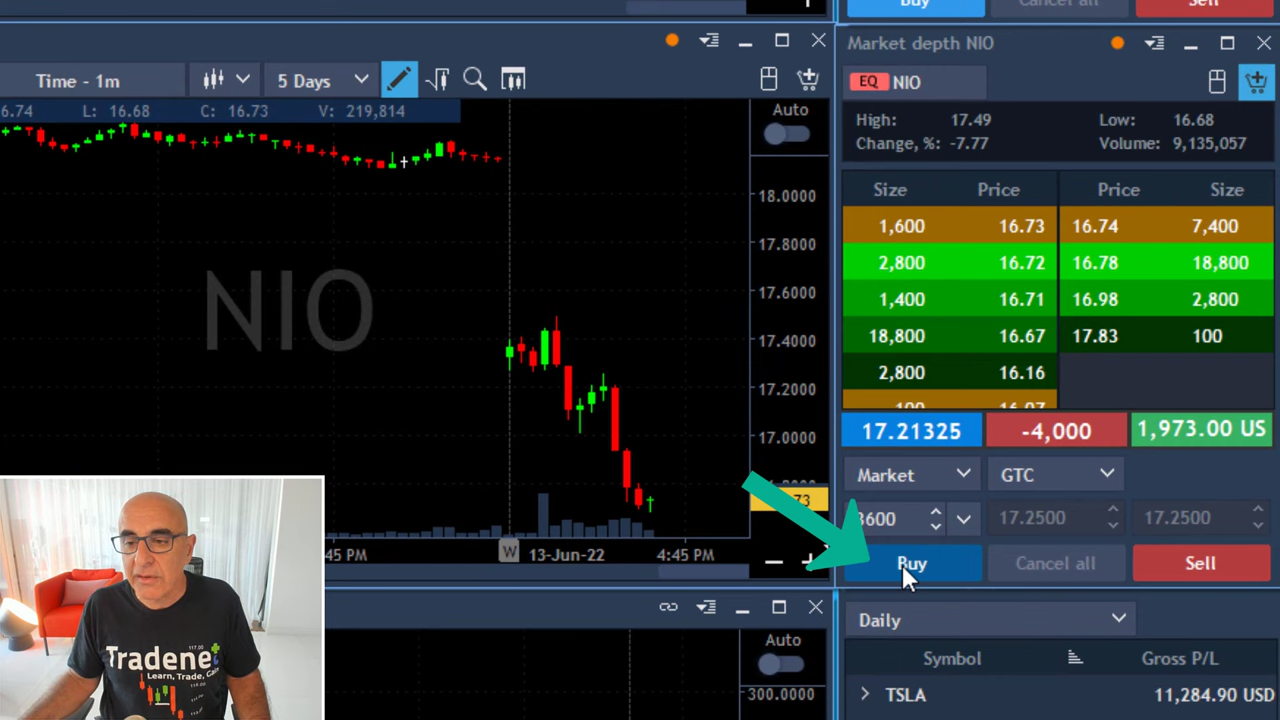 Buy Cancel all Sell
Market depth NIO
Time - 1m 5 Days
EQ NIO
6.74 L: 16.68 C: 16.73 V: 219,814
Auto
High: 17.49 Low: 16.68
Change, %: -7.77 Volume: 9,135,057
Size Price Price Size
1,600 16.73 16.74 7,400
2,800 16.72 16.78 18,800
1,400 16.71 16.98 2,800
18,800 16.67 17.83 100
2,800 16.16
100 16.07
18.0000
17.8000
17.6000
17.4000
17.2000
17.0000
NIO
17.21325 -4,000 1,973.00 US
Market GTC
73
3600 17.2500 17.2500
:45 PM W 13-Jun-22 4:45 PM
Buy Cancel all Sell
Daily
Auto
Symbol Gross P/L
300.0000
TSLA 11,284.90 USD
117.00
Tradenet
Learn, Trade, Gain